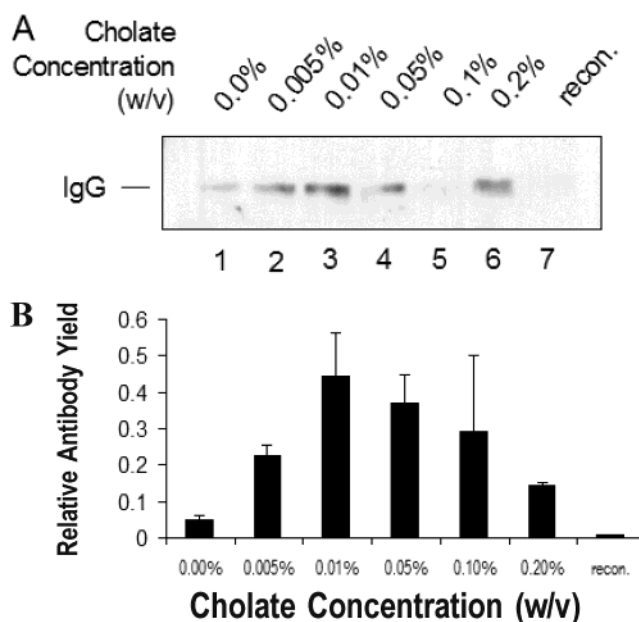 A
Cholate
Concentration
(w/v)
0.0% 0.005% 0.01% 0.05% 0.1% 0.2% recon.
IgG
1 2 3 4 5 6 7
B
Relative Antibody Yield
0.6
0.5
0.4
0.3
0.2
0.1
0
0.00% 0.005% 0.01% 0.05% 0.10% 0.20% recon.
Cholate Concentration (w/v)